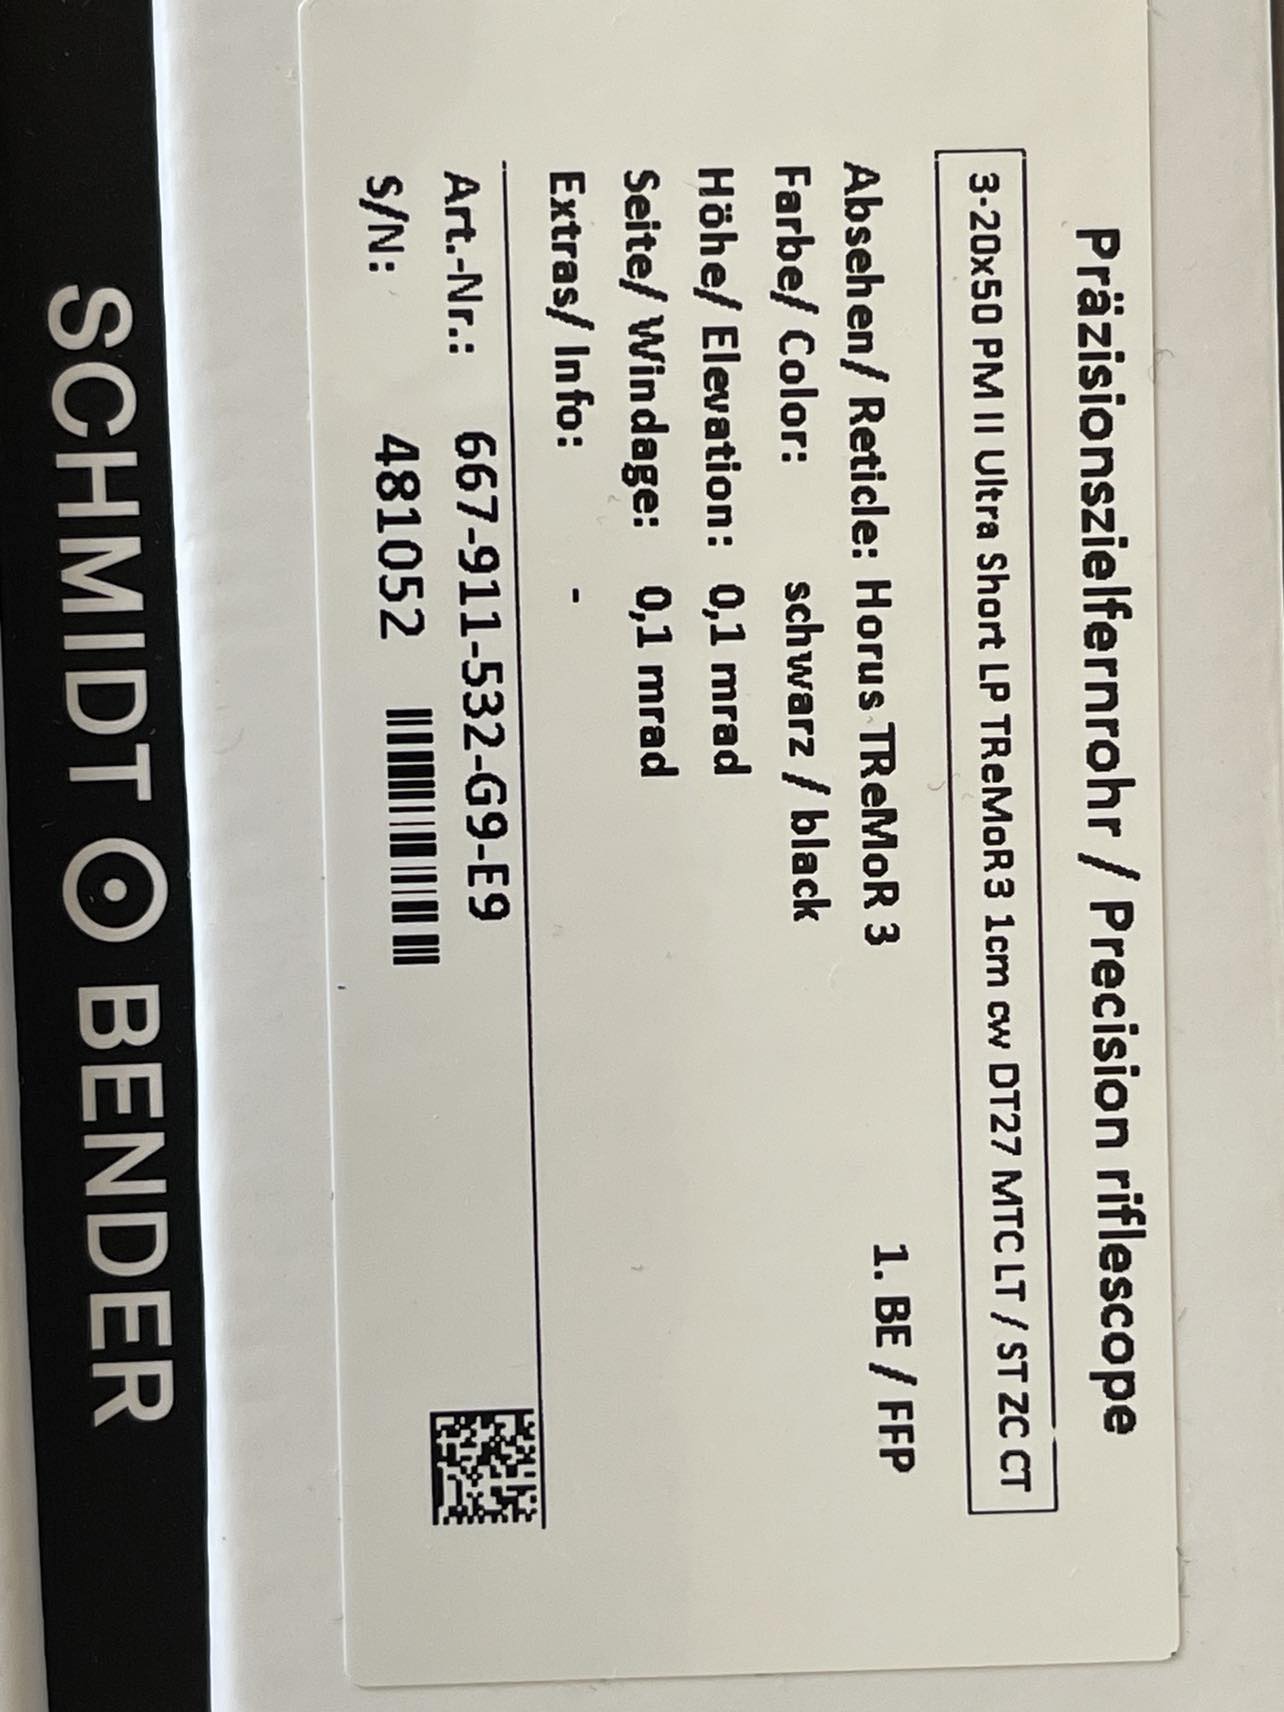 Präzisionszielfernrohr / Precision riflescope
3-20x50 PM II Ultra Short LP TReMoR3 1cm cw DT27 MTC LT / ST ZC CT
Absehen/ Reticle: Horus TReMoR 3 1. BE / FFP
Farbe/ Color: schwarz / black
Höhe/ Elevation: 0,1 mrad
Seite/ Windage: 0,1 mrad
Extras/ Info: -
Art.-Nr.: 667-911-532-G9-E9
S/N: 481052
SCHMIDT BENDER